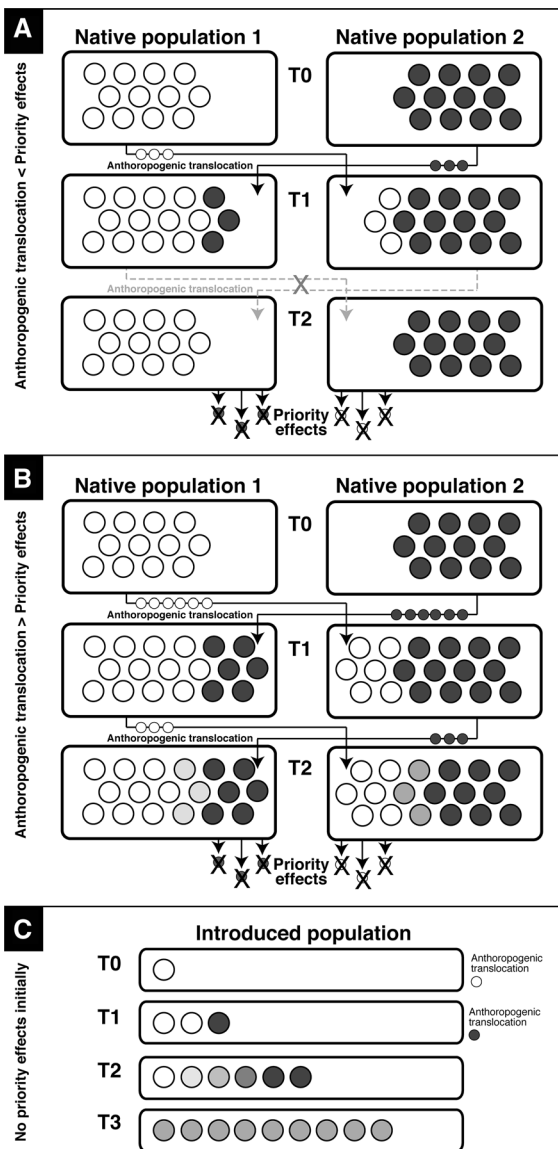 A
Anthoropogenic translocation < Priority effects
Native population 1
Native population 2
T0
Anthoropogenic translocation
T1
Anthoropogenic translocation
T2
Priority
effects
B
Anthoropogenic translocation > Priority effects
Native population 1
Native population 2
T0
Anthoropogenic translocation
T1
Anthoropogenic translocation
T2
Priority
effects
C
No priority effects initially
Introduced population
T0
Anthoropogenic
translocation
T1
Anthoropogenic
translocation
T2
T3